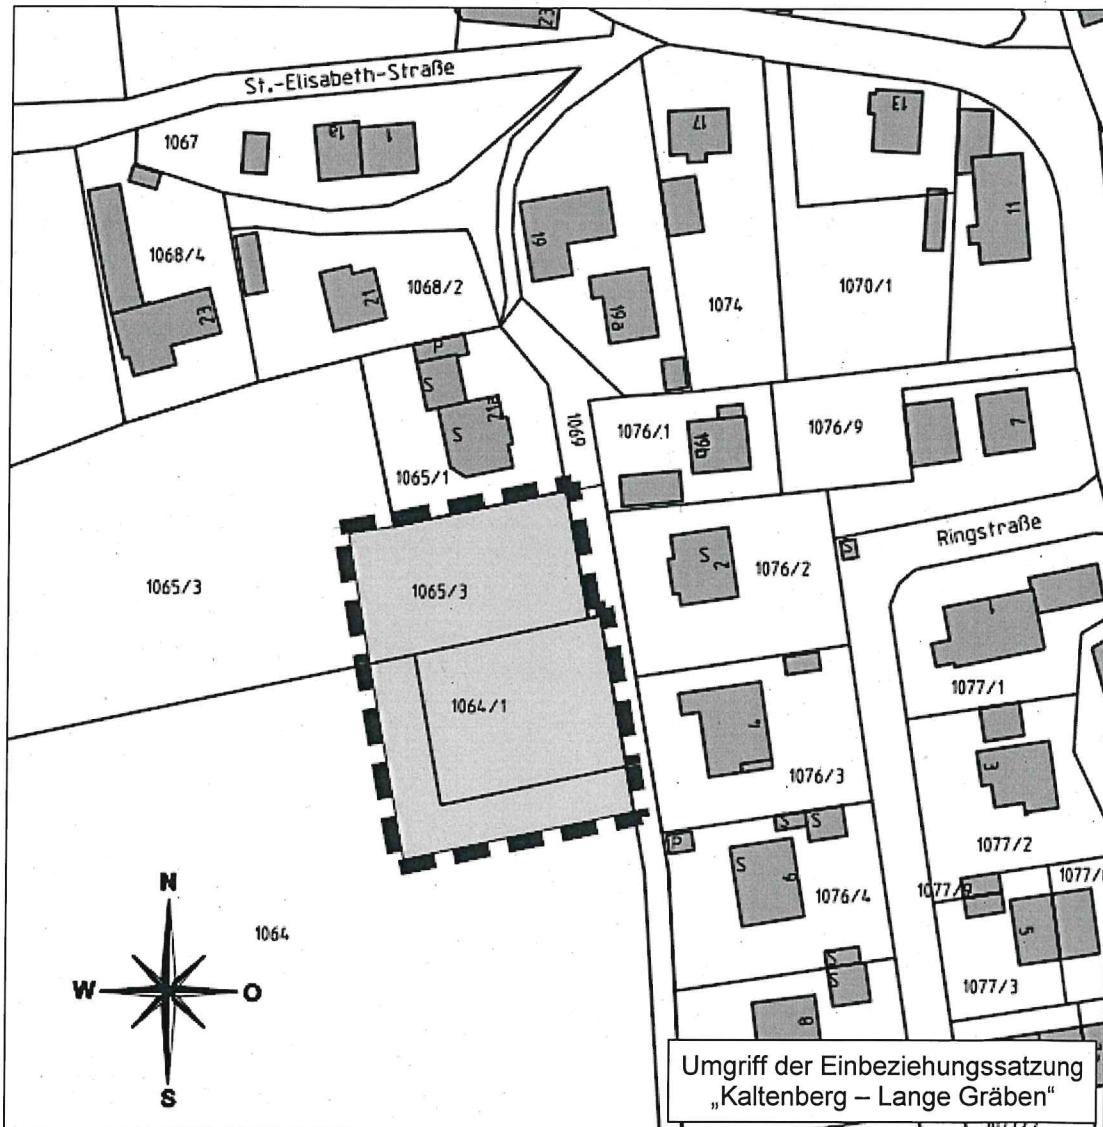 23
St.-Elisabeth-Straße
1067
1a
1
17
13
11
1068/4
23
21
1068/2
19
19a
1074
1070/1
P
S
21a
S
1065/1
1069
1076/1
19b
1076/9
7
Ringstraße
S
2
1076/2
S
1065/3
1065/3
1064/1
1
1077/1
4
1076/3
3
1077/2
P
S
S
S
6
1076/4
1077/
5
1077/3
1064
S
S
8
N
W
O
S
Umgriff der Einbeziehungssatzung
„Kaltenberg – Lange Gräben“